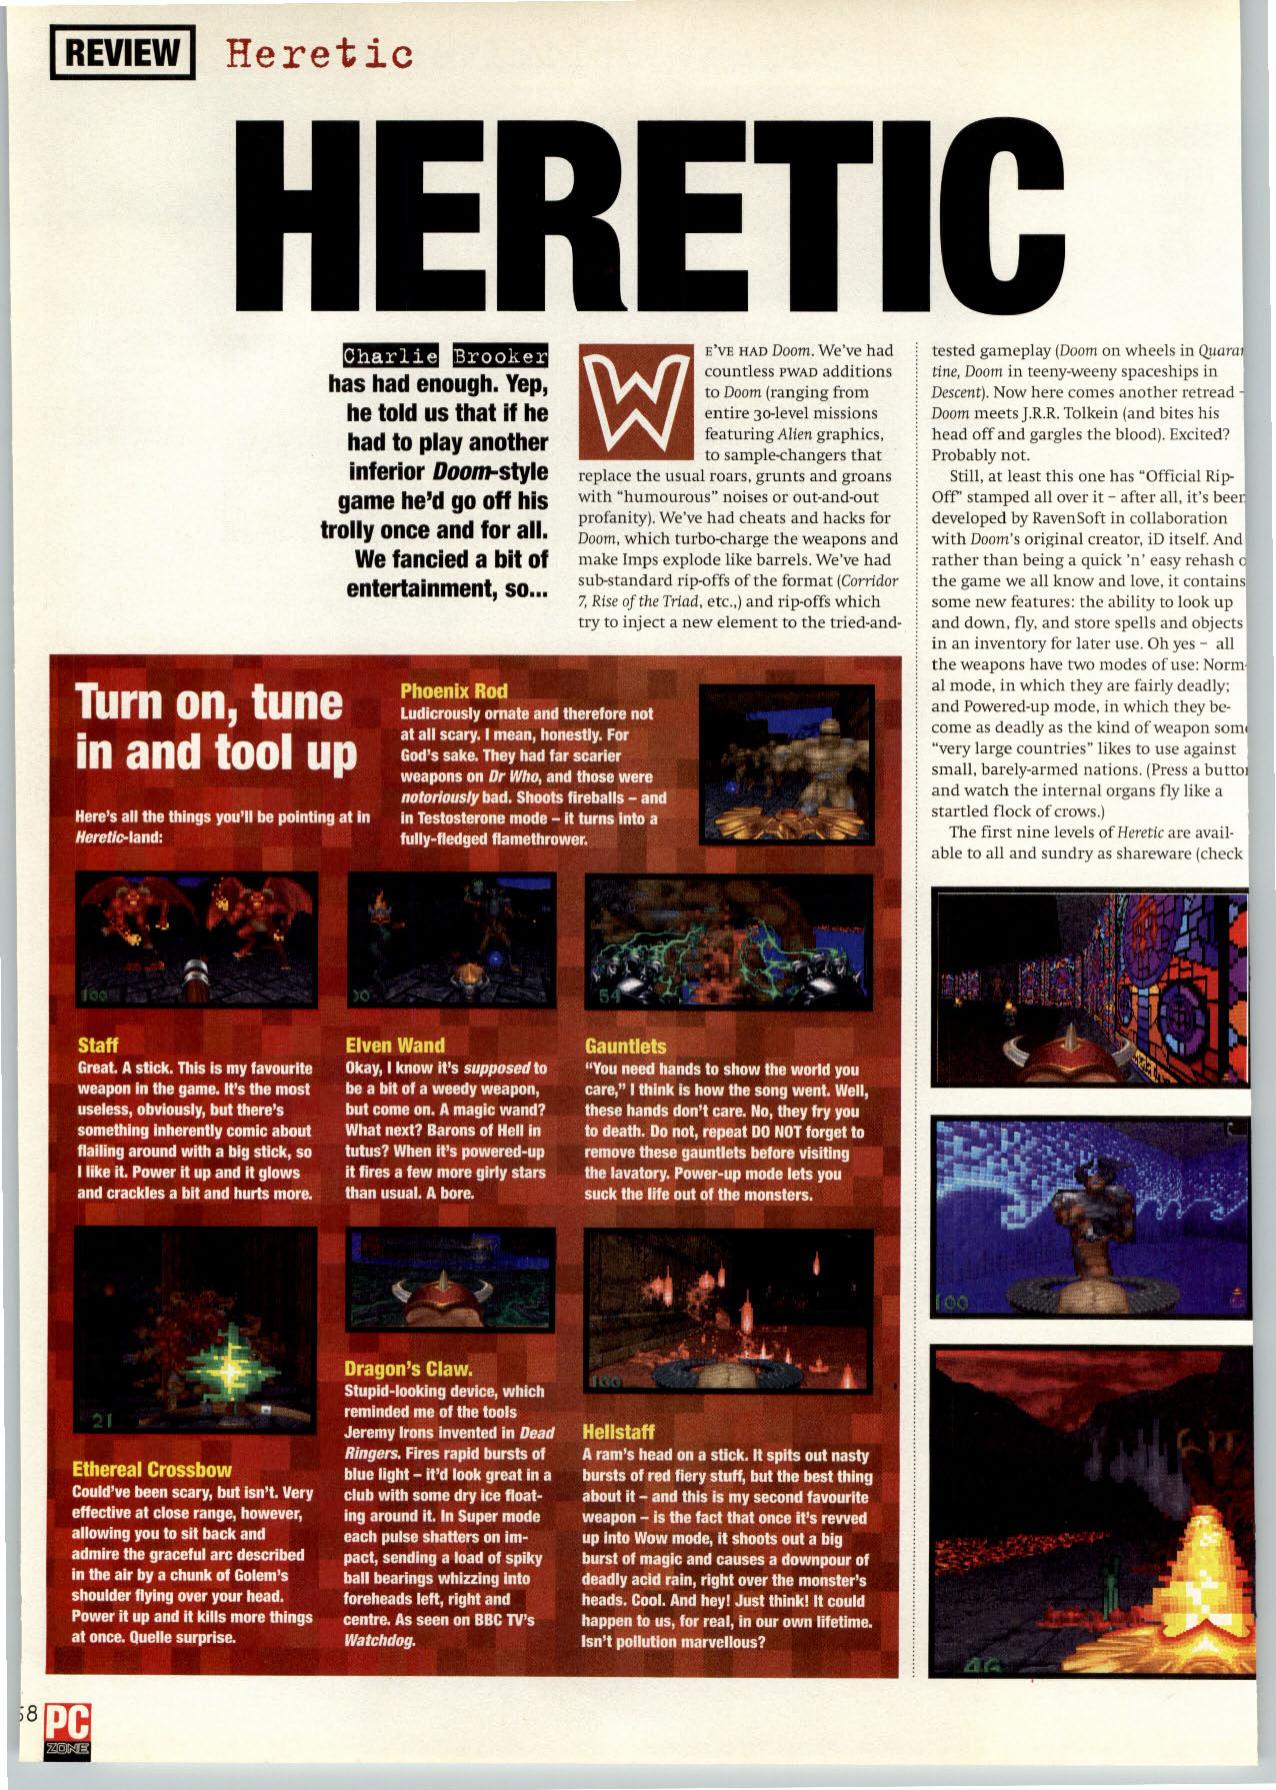 REVIEW Heretic
HERETIC
Charlie Brooker
has had enough. Yep,
he told us that if he
had to play another
inferior Doom-style
game he'd go off his
trolly once and for all.
We fancied a bit of
entertainment, so...
W
E'VE HAD Doom. We've had
countless PWAD additions
to Doom (ranging from
entire 30-level missions
featuring Alien graphics,
to sample-changers that
replace the usual roars, grunts and groans
with "humourous" noises or out-and-out
profanity). We've had cheats and hacks for
Doom, which turbo-charge the weapons and
make Imps explode like barrels. We've had
sub-standard rip-offs of the format (Corridor
7, Rise of the Triad, etc.,) and rip-offs which
try to inject a new element to the tried-and-
tested gameplay (Doom on wheels in Quaran
tine, Doom in teeny-weeny spaceships in
Descent). Now here comes another retread –
Doom meets J.R.R. Tolkein (and bites his
head off and gargles the blood). Excited?
Probably not.
Still, at least this one has "Official Rip-
Off" stamped all over it – after all, it's been
developed by RavenSoft in collaboration
with Doom's original creator, iD itself. And
rather than being a quick 'n' easy rehash o
the game we all know and love, it contains
some new features: the ability to look up
and down, fly, and store spells and objects
in an inventory for later use. Oh yes – all
the weapons have two modes of use: Norm-
al mode, in which they are fairly deadly;
and Powered-up mode, in which they be-
come as deadly as the kind of weapon some
"very large countries" likes to use against
small, barely-armed nations. (Press a button
and watch the internal organs fly like a
startled flock of crows.)
The first nine levels of Heretic are avail-
able to all and sundry as shareware (check
Turn on, tune
in and tool up
Here's all the things you'll be pointing at in
Heretic-land:
Phoenix Rod
Ludicrously ornate and therefore not
at all scary. I mean, honestly. For
God's sake. They had far scarier
weapons on Dr Who, and those were
notoriously bad. Shoots fireballs – and
in Testosterone mode – it turns into a
fully-fledged flamethrower.
100
54
Staff
Great. A stick. This is my favourite
weapon in the game. It's the most
useless, obviously, but there's
something inherently comic about
flailing around with a big stick, so
I like it. Power it up and it glows
and crackles a bit and hurts more.
Elven Wand
Okay, I know it's supposed to
be a bit of a weedy weapon,
but come on. A magic wand?
What next? Barons of Hell in
tutus? When it's powered-up
it fires a few more girly stars
than usual. A bore.
Gauntlets
"You need hands to show the world you
care," I think is how the song went. Well,
these hands don't care. No, they fry you
to death. Do not, repeat DO NOT forget to
remove these gauntlets before visiting
the lavatory. Power-up mode lets you
suck the life out of the monsters.
21
Ethereal Crossbow
Could've been scary, but isn't. Very
effective at close range, however,
allowing you to sit back and
admire the graceful arc described
in the air by a chunk of Golem's
shoulder flying over your head.
Power it up and it kills more things
at once. Quelle surprise.
Dragon's Claw.
Stupid-looking device, which
reminded me of the tools
Jeremy Irons invented in Dead
Ringers. Fires rapid bursts of
blue light – it'd look great in a
club with some dry ice float-
ing around it. In Super mode
each pulse shatters on im-
pact, sending a load of spiky
ball bearings whizzing into
foreheads left, right and
centre. As seen on BBC TV's
Watchdog.
100
Hellstaff
A ram's head on a stick. It spits out nasty
bursts of red fiery stuff, but the best thing
about it – and this is my second favourite
weapon – is the fact that once it's revved
up into Wow mode, it shoots out a big
burst of magic and causes a downpour of
deadly acid rain, right over the monster's
heads. Cool. And hey! Just think! It could
happen to us, for real, in our own lifetime.
Isn't pollution marvellous?
100
46
58 PC
ZONE